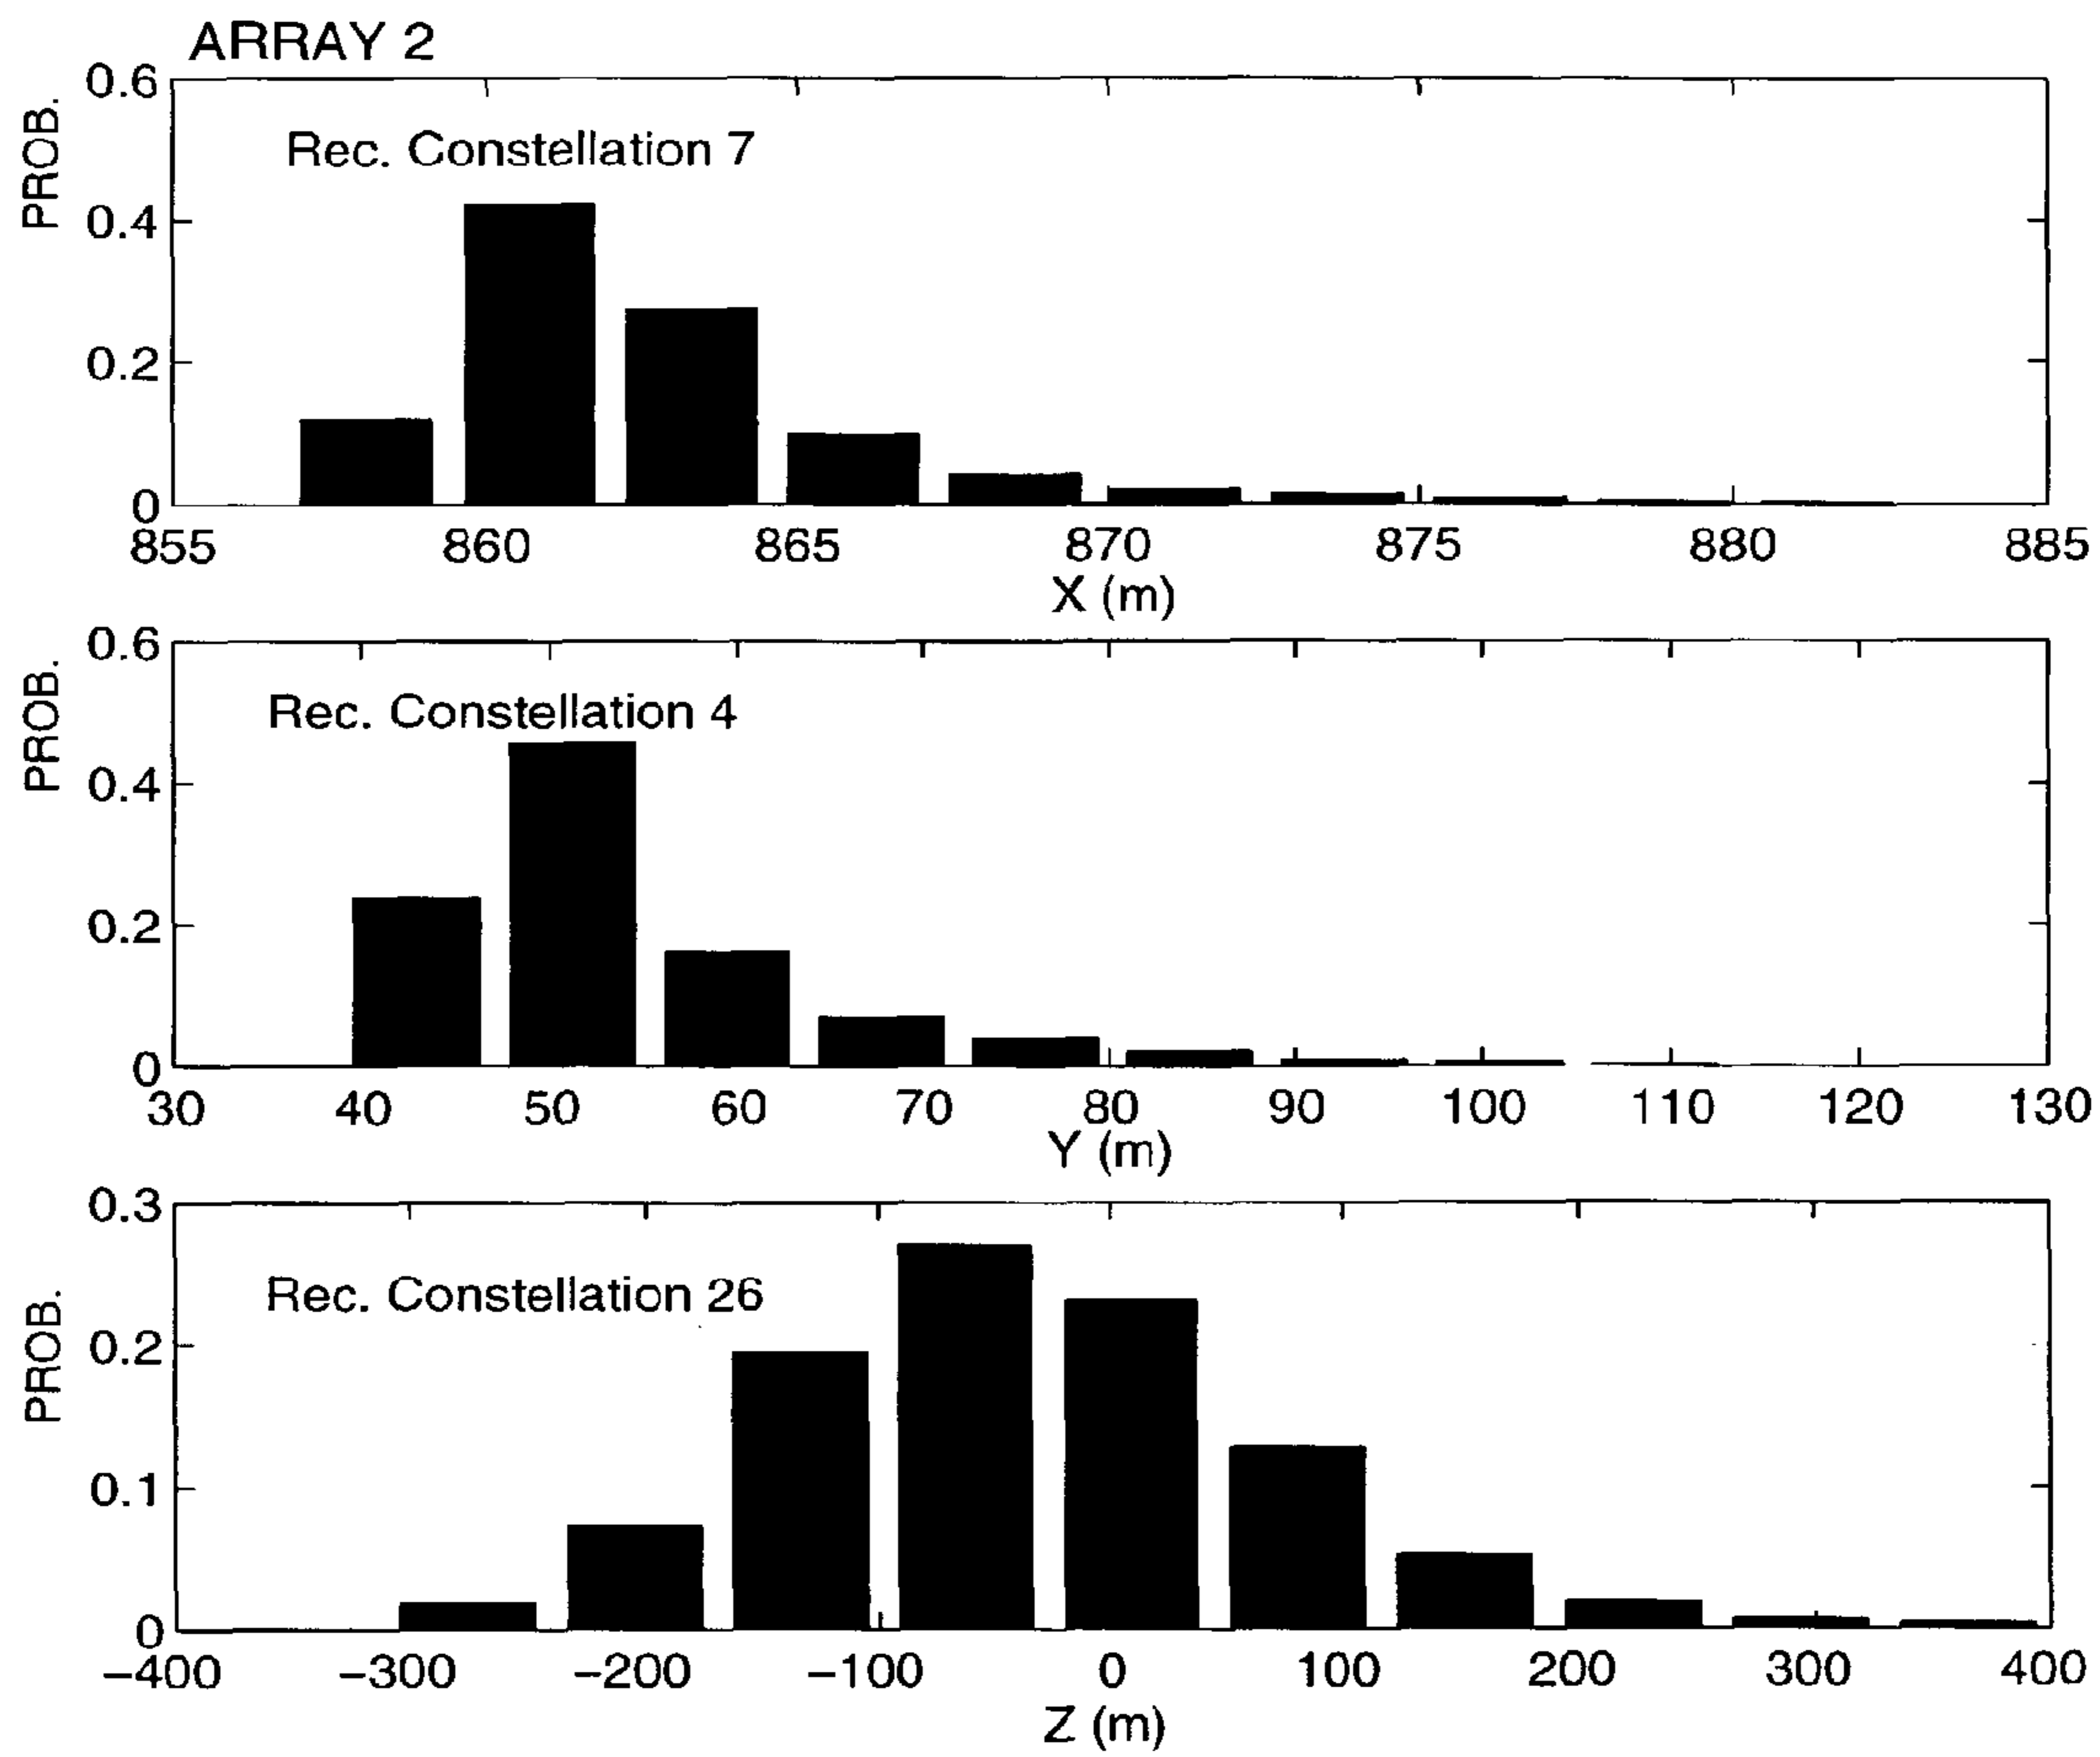 ARRAY 2
PROB.
0.6
0.4
0.2
0
Rec. Constellation 7
855 860 865 870 875 880 885
X (m)
PROB.
0.6
0.4
0.2
0
Rec. Constellation 4
30 40 50 60 70 80 90 100 110 120 130
Y (m)
PROB.
0.3
0.2
0.1
0
Rec. Constellation 26
−400 −300 −200 −100 0 100 200 300 400
Z (m)